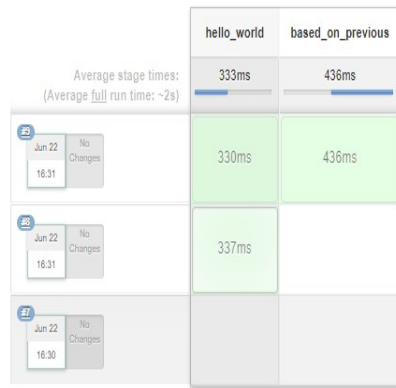 hello_world based_on_previous
Average stage times:
(Average full run time: ~2s)
333ms 436ms
Jun 22
16:31
No
Changes
330ms 436ms
Jun 22
16:31
No
Changes
337ms
Jun 22
16:30
No
Changes